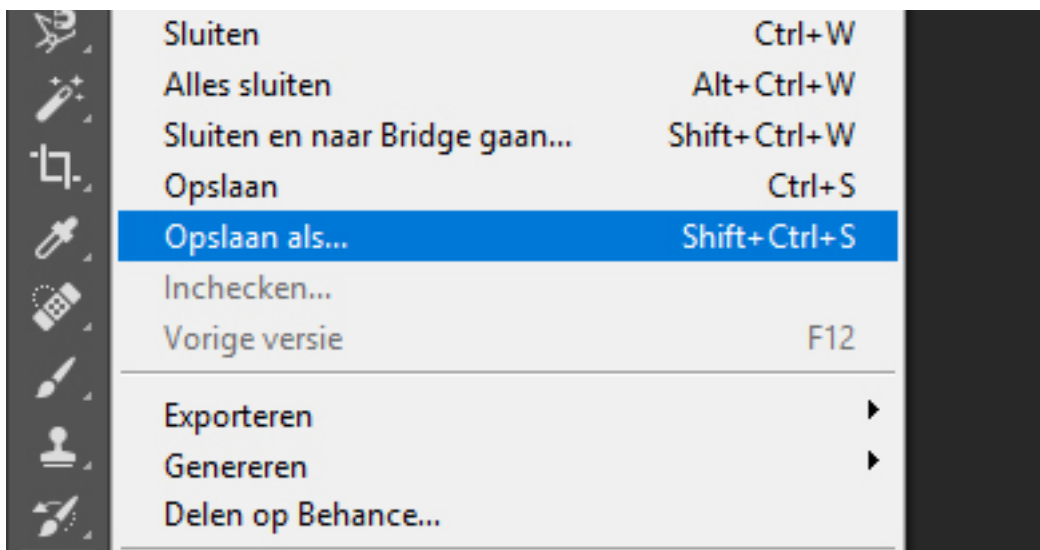 Sluiten Ctrl+W
Alles sluiten Alt+Ctrl+W
Sluiten en naar Bridge gaan... Shift+Ctrl+W
Opslaan Ctrl+S
Opslaan als... Shift+Ctrl+S
Inchecken...
Vorige versie F12
Exporteren
Genereren
Delen op Behance...